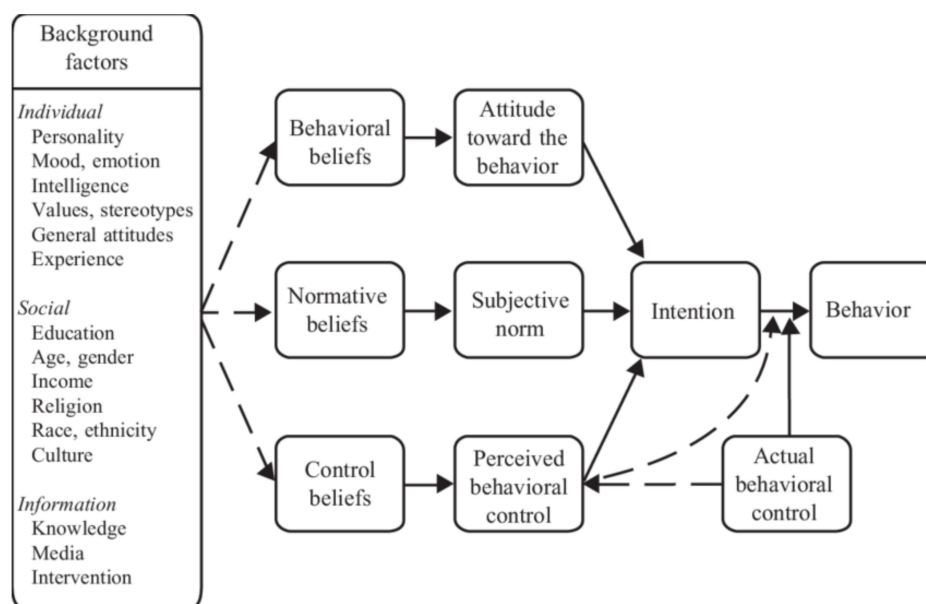 Background
factors
Individual
Personality
Mood, emotion
Intelligence
Values, stereotypes
General attitudes
Experience
Social
Education
Age, gender
Income
Religion
Race, ethnicity
Culture
Information
Knowledge
Media
Intervention
Behavioral
beliefs
Attitude
toward the
behavior
Normative
beliefs
Subjective
norm
Intention
Behavior
Control
beliefs
Perceived
behavioral
control
Actual
behavioral
control